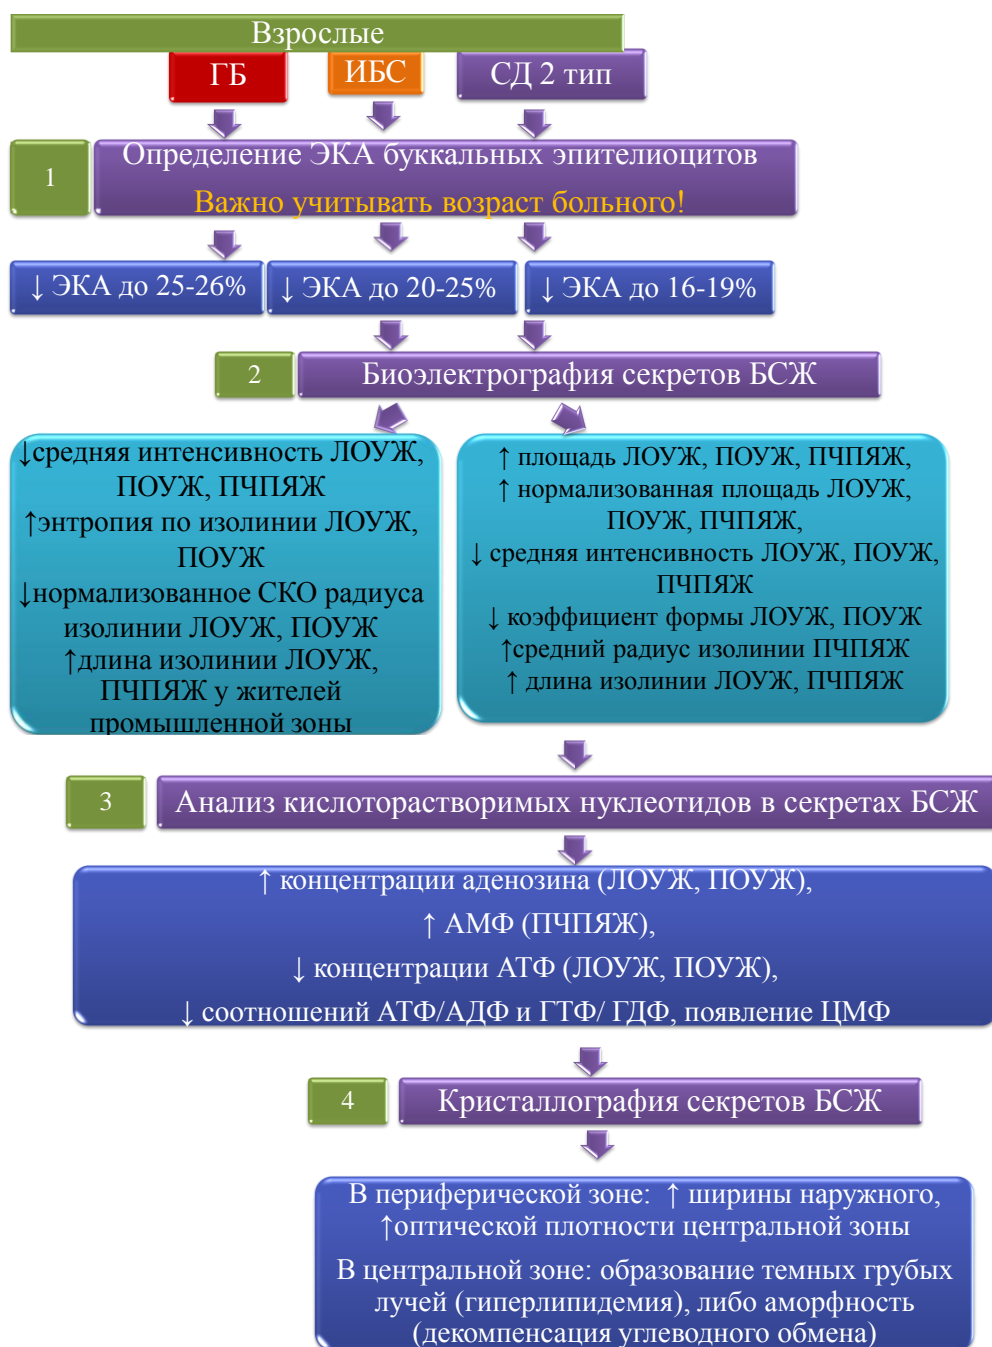 Взрослые
ГБ
ИБС
СД 2 тип
1
Определение ЭКА буккальных эпителиоцитов
Важно учитывать возраст больного!
↓ ЭКА до 25-26%
↓ ЭКА до 20-25%
↓ ЭКА до 16-19%
2
Биоэлектрография секретов БСЖ
↓средняя интенсивность ЛОУЖ,
ПОУЖ, ПЧПЯЖ
↑энтропия по изолинии ЛОУЖ,
ПОУЖ
↓нормализованное СКО радиуса
изолинии ЛОУЖ, ПОУЖ
↑длина изолинии ЛОУЖ,
ПЧПЯЖ у жителей
промышленной зоны
↑ площадь ЛОУЖ, ПОУЖ, ПЧПЯЖ,
↑ нормализованная площадь ЛОУЖ,
ПОУЖ, ПЧПЯЖ,
↓ средняя интенсивность ЛОУЖ, ПОУЖ,
ПЧПЯЖ
↓ коэффициент формы ЛОУЖ, ПОУЖ
↑средний радиус изолинии ПЧПЯЖ
↑ длина изолинии ЛОУЖ, ПЧПЯЖ
3
Анализ кислоторастворимых нуклеотидов в секретах БСЖ
↑ концентрации аденозина (ЛОУЖ, ПОУЖ),
↑ АМФ (ПЧПЯЖ),
↓ концентрации АТФ (ЛОУЖ, ПОУЖ),
↓ соотношений АТФ/АДФ и ГТФ/ ГДФ, появление ЦМФ
4
Кристаллография секретов БСЖ
В периферической зоне: ↑ ширины наружного,
↑оптической плотности центральной зоны
В центральной зоне: образование темных грубых
лучей (гиперлипидемия), либо аморфность
(декомпенсация углеводного обмена)